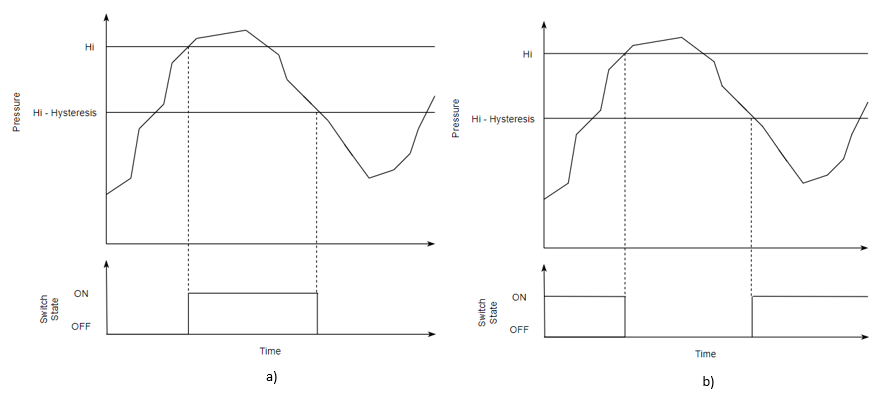 Hi
Hi - Hysteresis
Pressure
ON
OFF
Switch
State
Time
a)
Hi
Hi - Hysteresis
Pressure
ON
OFF
Switch
State
Time
b)